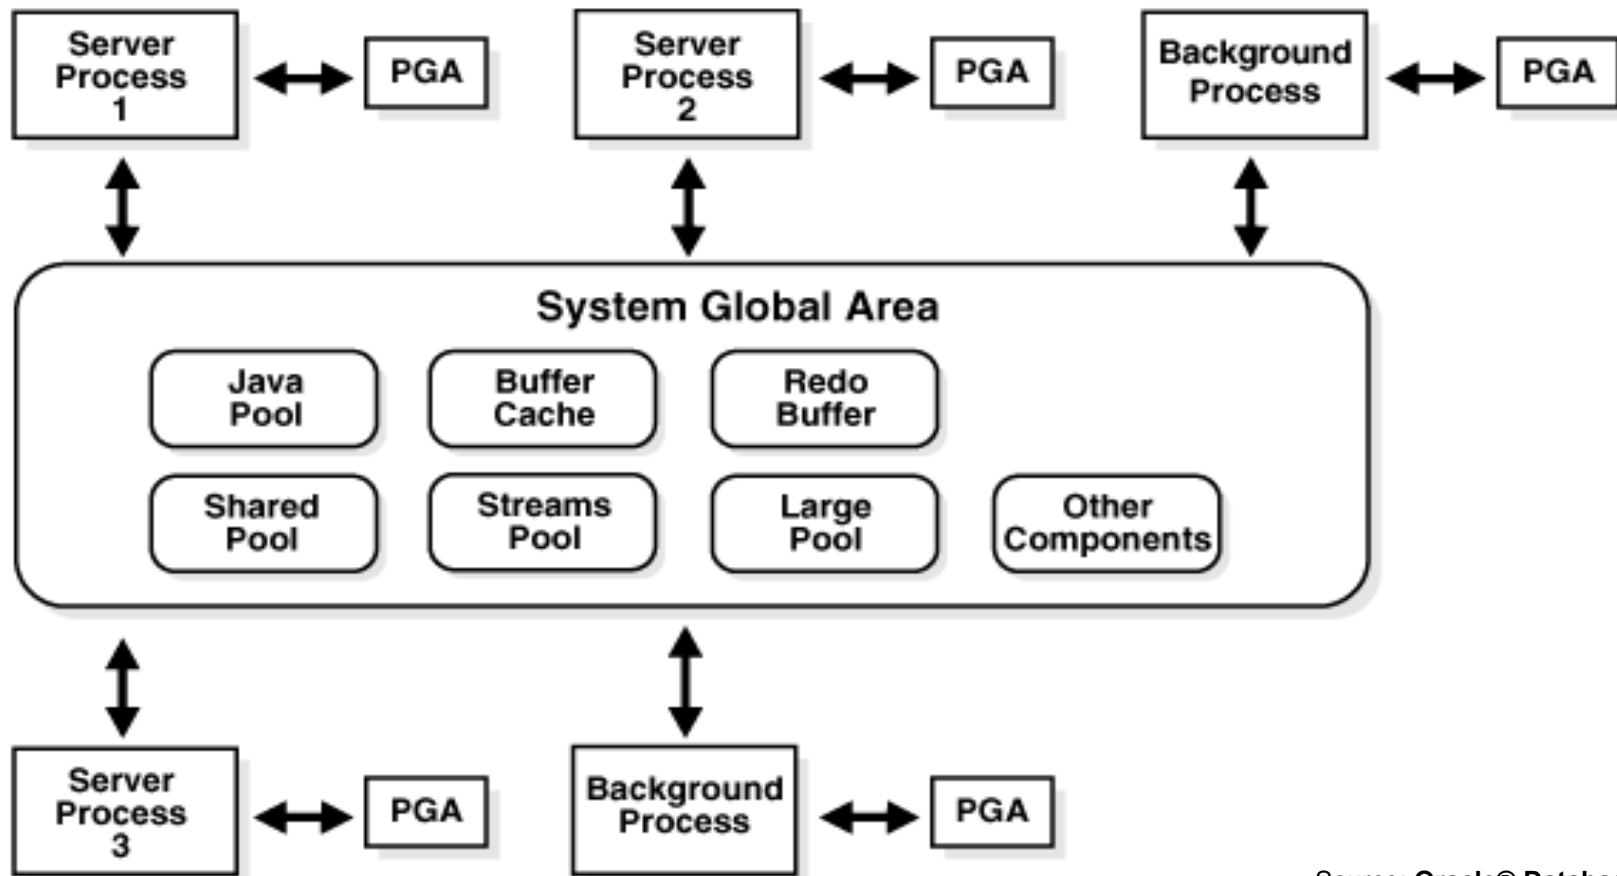 Server
Process
1
PGA
Server
Process
2
PGA
Background
Process
PGA
System Global Area
Java
Pool
Buffer
Cache
Redo
Buffer
Shared
Pool
Streams
Pool
Large
Pool
Other
Components
Server
Process
3
PGA
Background
Process
PGA